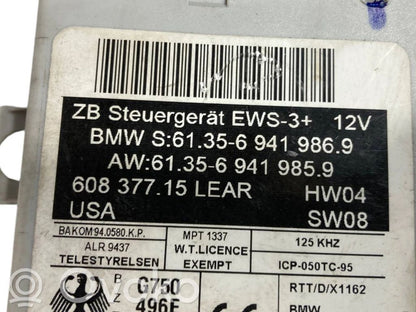 ZB Steuergerät EWS-3+ 12V
BMW S:61.35-6 941 986.9
AW:61.35-6 941 985.9
608 377.15 LEAR HW04
USA SW08
BAKOM94.0580.K.P. MPT 1337 125 KHZ
ALR 9437 W.T.LICENCE
TELESTYRELSEN EXEMPT ICP-050TC-95
B G750 CE RTT/D/X1162
Z 496E BMW